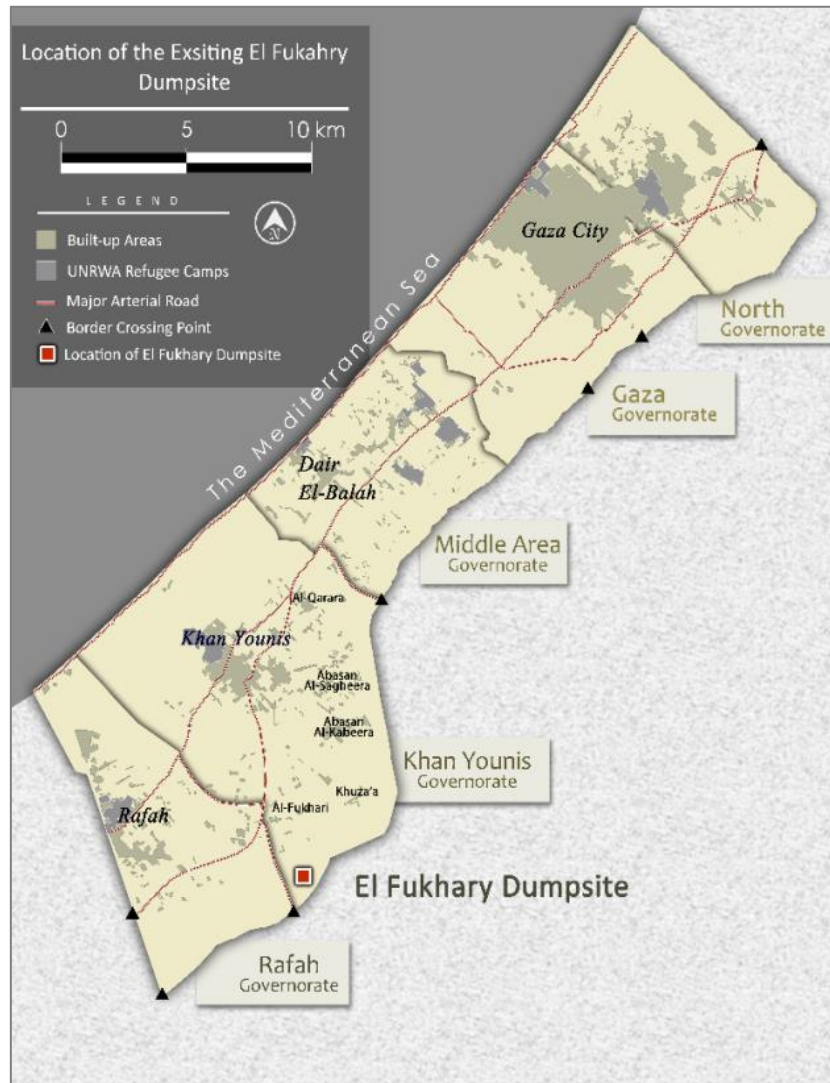 Location of the Exsiting El Fukahry
Dumpsite
0 5 10 km
LEGEND
N
Built-up Areas
UNRWA Refugee Camps
Major Arterial Road
Border Crossing Point
Location of El Fukhary Dumpsite
The Mediterranean Sea
Gaza City
North
Governorate
Gaza
Governorate
Dair
El-Balah
Middle Area
Governorate
Al-Qarara
Khan Younis
Abasan
Al-Sagheera
Abasan
Al-Kabeera
Khan Younis
Governorate
Khuza'a
Al-Fukhari
Rafah
El Fukhary Dumpsite
Rafah
Governorate